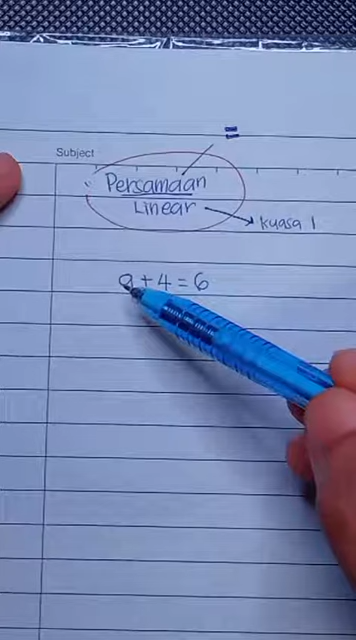 =
Subject
Persamaan
Linear
kuasa 1
a + 4 = 6